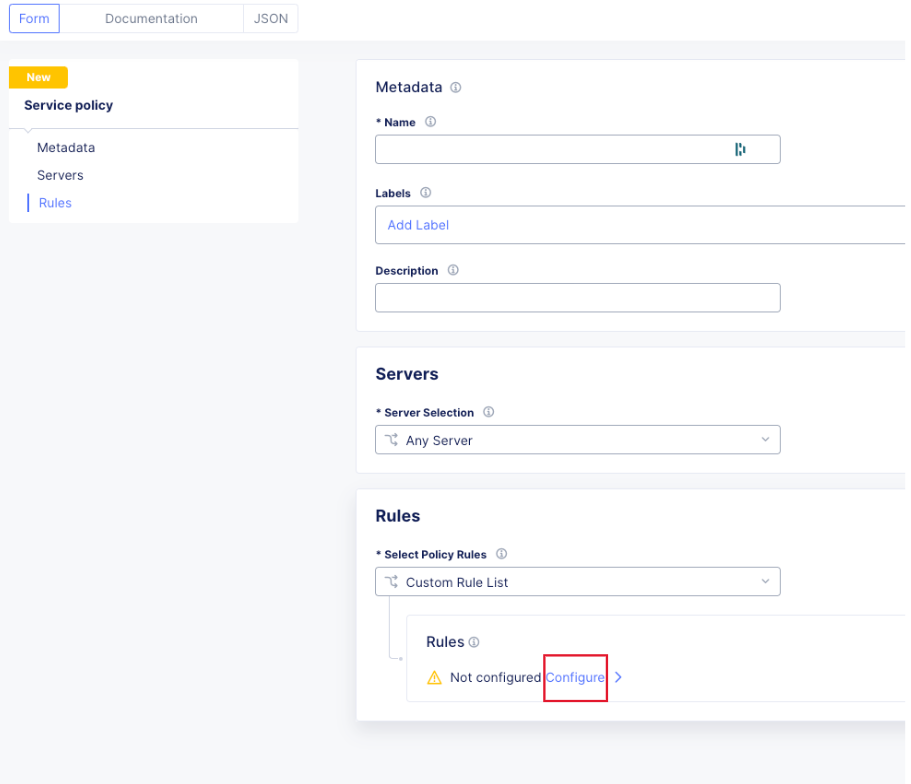 Form
Documentation
JSON
New
Service policy
Metadata
Servers
Rules
Metadata
* Name
Labels
Add Label
Description
Servers
* Server Selection
Any Server
Rules
* Select Policy Rules
Custom Rule List
Rules
Not configured Configure